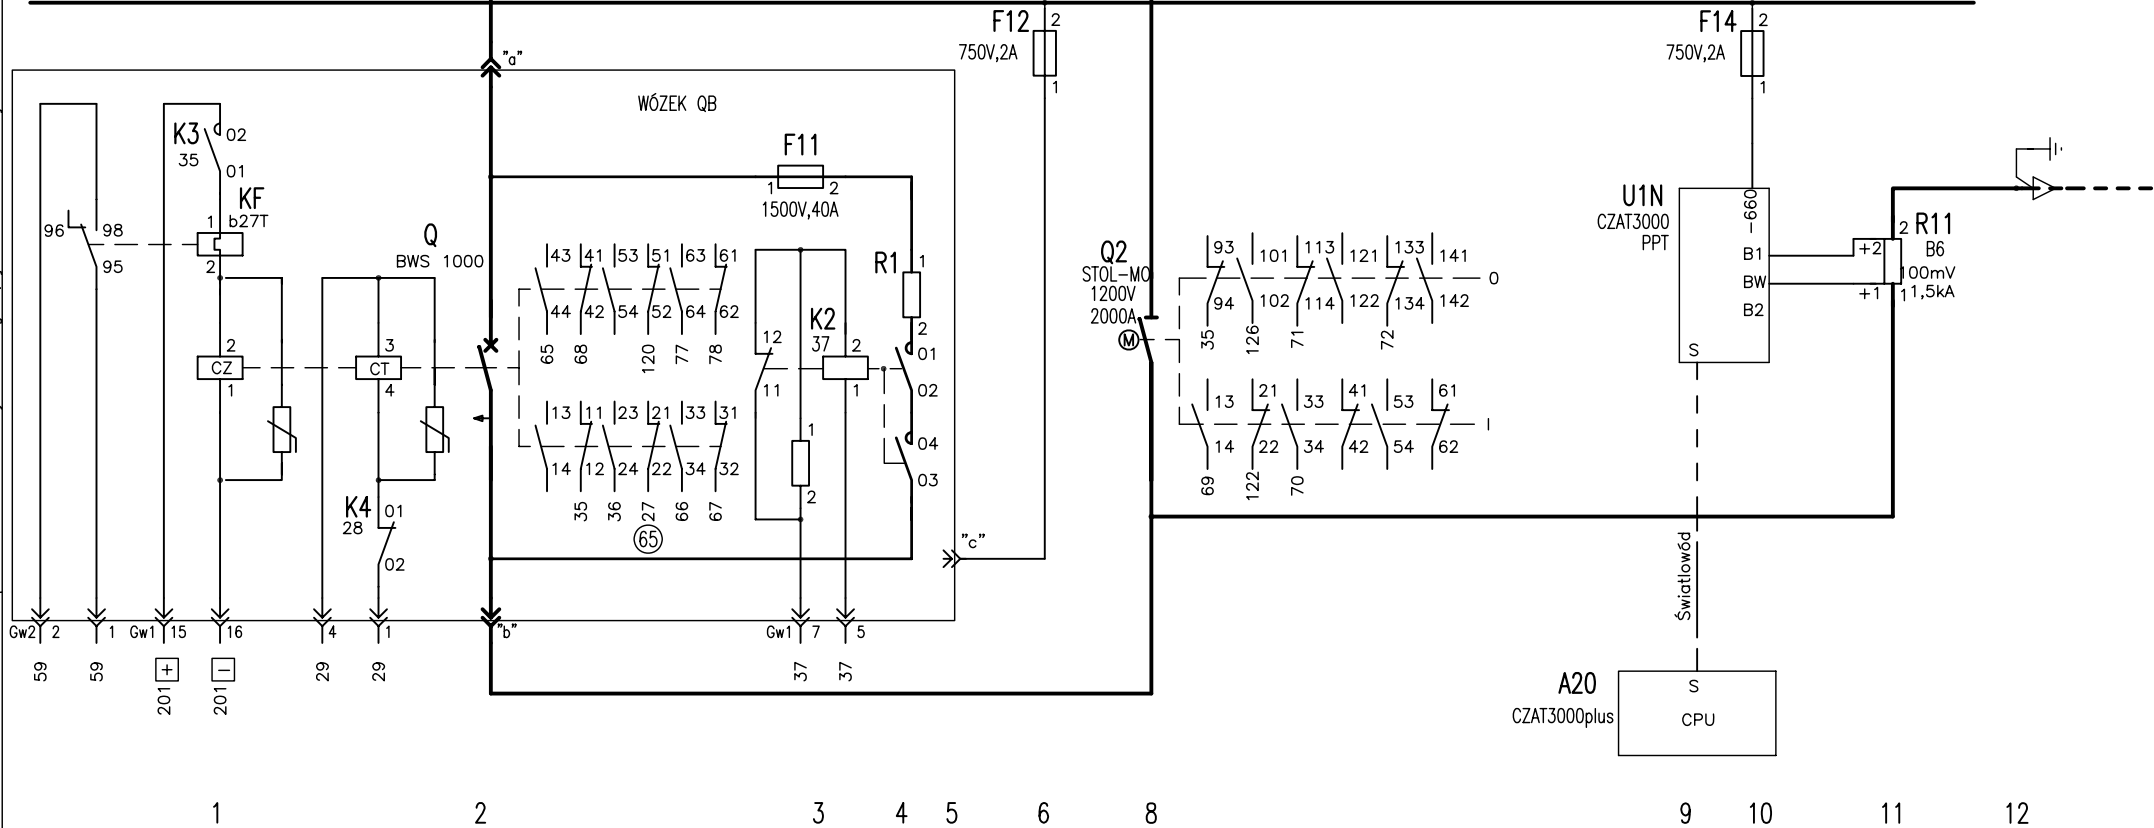 F12 2
750V,2A
1
F14 2
750V,2A
1
"a"
WÓZEK QB
K3 02
35
01
KF
1 b27T
2
96 98
95
F11
1 2
1500V,40A
Q
BWS 1000
43 41 53 51 63 61
44 42 54 52 64 62
65 68 120 77 78
13 11 23 21 33 31
14 12 24 22 34 32
35 36 27 66 67
65
R1 1
2
K2
37
12
11
2
1
1
2
01
02
04
03
2
CZ
1
3
CT
4
K4 01
28
02
"c"
Q2
STOL-MO
1200V
2000A
M
93 101 113 121 133 141
O
94 102 114 122 134 142
35 126 71 72
13 21 33 41 53 61
I
14 22 34 42 54 62
69 122 70
U1N
CZAT3000
PPT
-660
B1
BW
B2
S
+2
+1
2 R11
B6
100mV
1 1,5kA
Światlowód
Gw2 2 1 Gw1 15 16 4 1 "b" Gw1 7 5
59 59 201 + 201 – 29 29 37 37
A20
CZAT3000plus
S
CPU
1 2 3 4 5 6 8 9 10 11 12